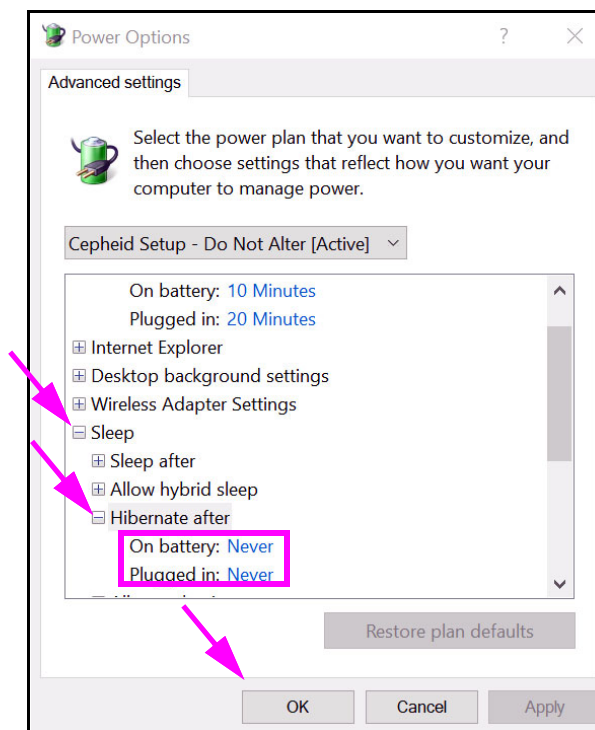 Power Options
Advanced settings
Select the power plan that you want to customize, and
then choose settings that reflect how you want your
computer to manage power.
Cepheid Setup - Do Not Alter [Active]
On battery: 10 Minutes
Plugged in: 20 Minutes
Internet Explorer
Desktop background settings
Wireless Adapter Settings
Sleep
Sleep after
Allow hybrid sleep
Hibernate after
On battery: Never
Plugged in: Never
Restore plan defaults
OK Cancel Apply